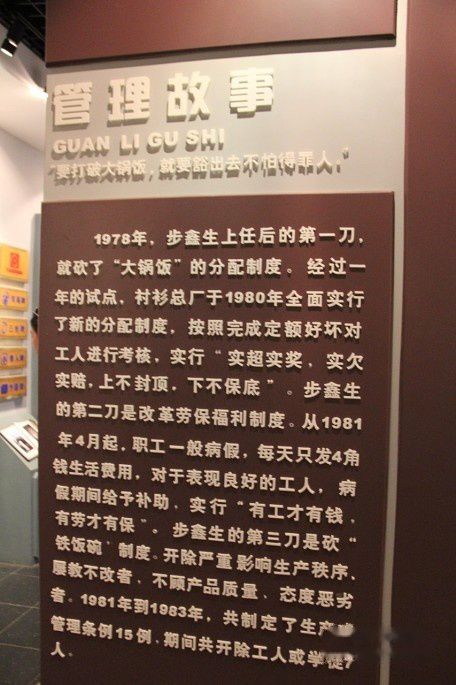 管理故事
GUAN LI GU SHI
“要打破大锅饭，就要豁出去不怕得罪人，”
1978年，步鑫生上任后的第一刀，
就砍了“大锅饭”的分配制度。经过一
年的试点，衬衫总厂于1980年全面实行
了新的分配制度，按照完成定额好坏对
工人进行考核，实行“实超实奖，实欠
实赔，上不封顶，下不保底”。步鑫生
的第二刀是改革劳保福利制度。从1981
年4月起，职工一般病假，每天只发4角
钱生活费用，对于表现良好的工人，病
假期间给予补助，实行“有工才有钱，
有劳才有保”。步鑫生的第三刀是砍“
铁饭碗’制度。开除严重影响生产秩序、
屡教不改者、不顾产品质量、态度恶劣
者。1981年到1983年，共制定了生产
管理条例15例，期间共开除工人或学徒
人。